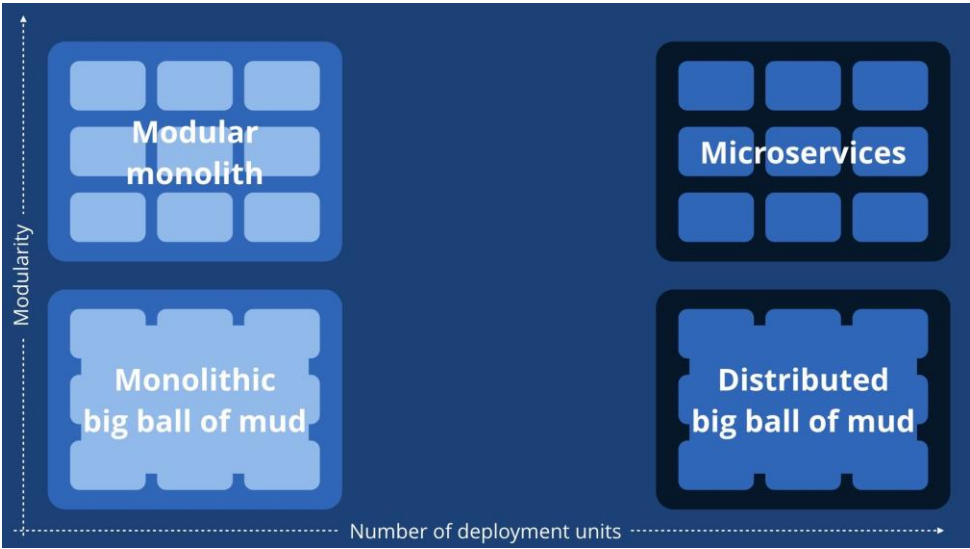 Modular
monolith
Microservices
Modularity
Monolithic
big ball of mud
Distributed
big ball of mud
Number of deployment units